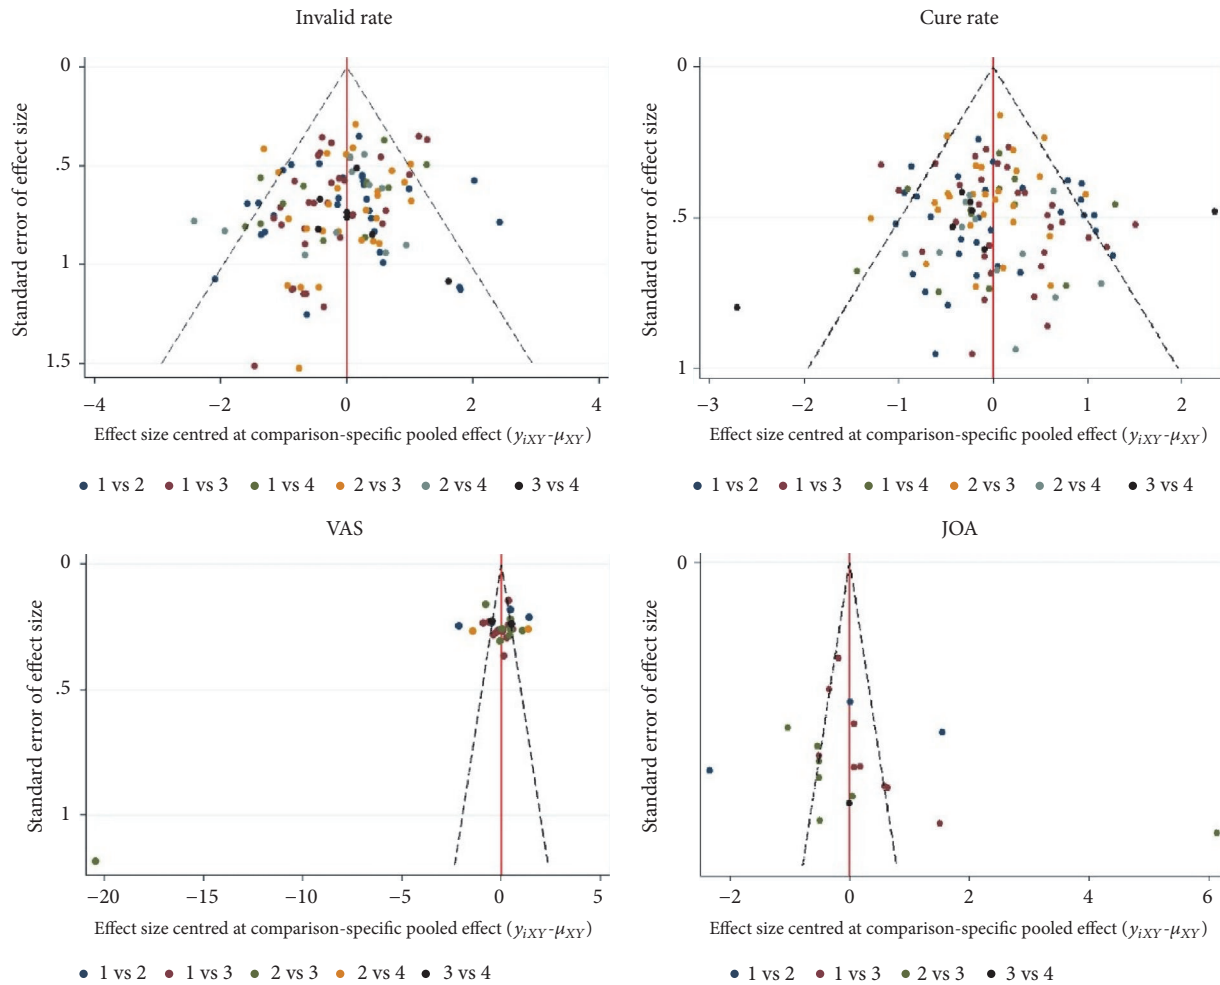 Invalid rate
0
.5
1
1.5
Standard error of effect size
−4
−2
0
2
4
Effect size centred at comparison-specific pooled effect (yiXY-μXY)
1 vs 2
1 vs 3
1 vs 4
2 vs 3
2 vs 4
3 vs 4
Cure rate
0
.5
1
Standard error of effect size
−3
−2
−1
0
1
2
Effect size centred at comparison-specific pooled effect (yiXY-μXY)
1 vs 2
1 vs 3
1 vs 4
2 vs 3
2 vs 4
3 vs 4
VAS
0
.5
1
Standard error of effect size
−20
−15
−10
−5
0
5
Effect size centred at comparison-specific pooled effect (yiXY-μXY)
1 vs 2
1 vs 3
2 vs 3
2 vs 4
3 vs 4
JOA
0
Standard error of effect size
−2
0
2
4
6
Effect size centred at comparison-specific pooled effect (yiXY-μXY)
1 vs 2
1 vs 3
2 vs 3
3 vs 4